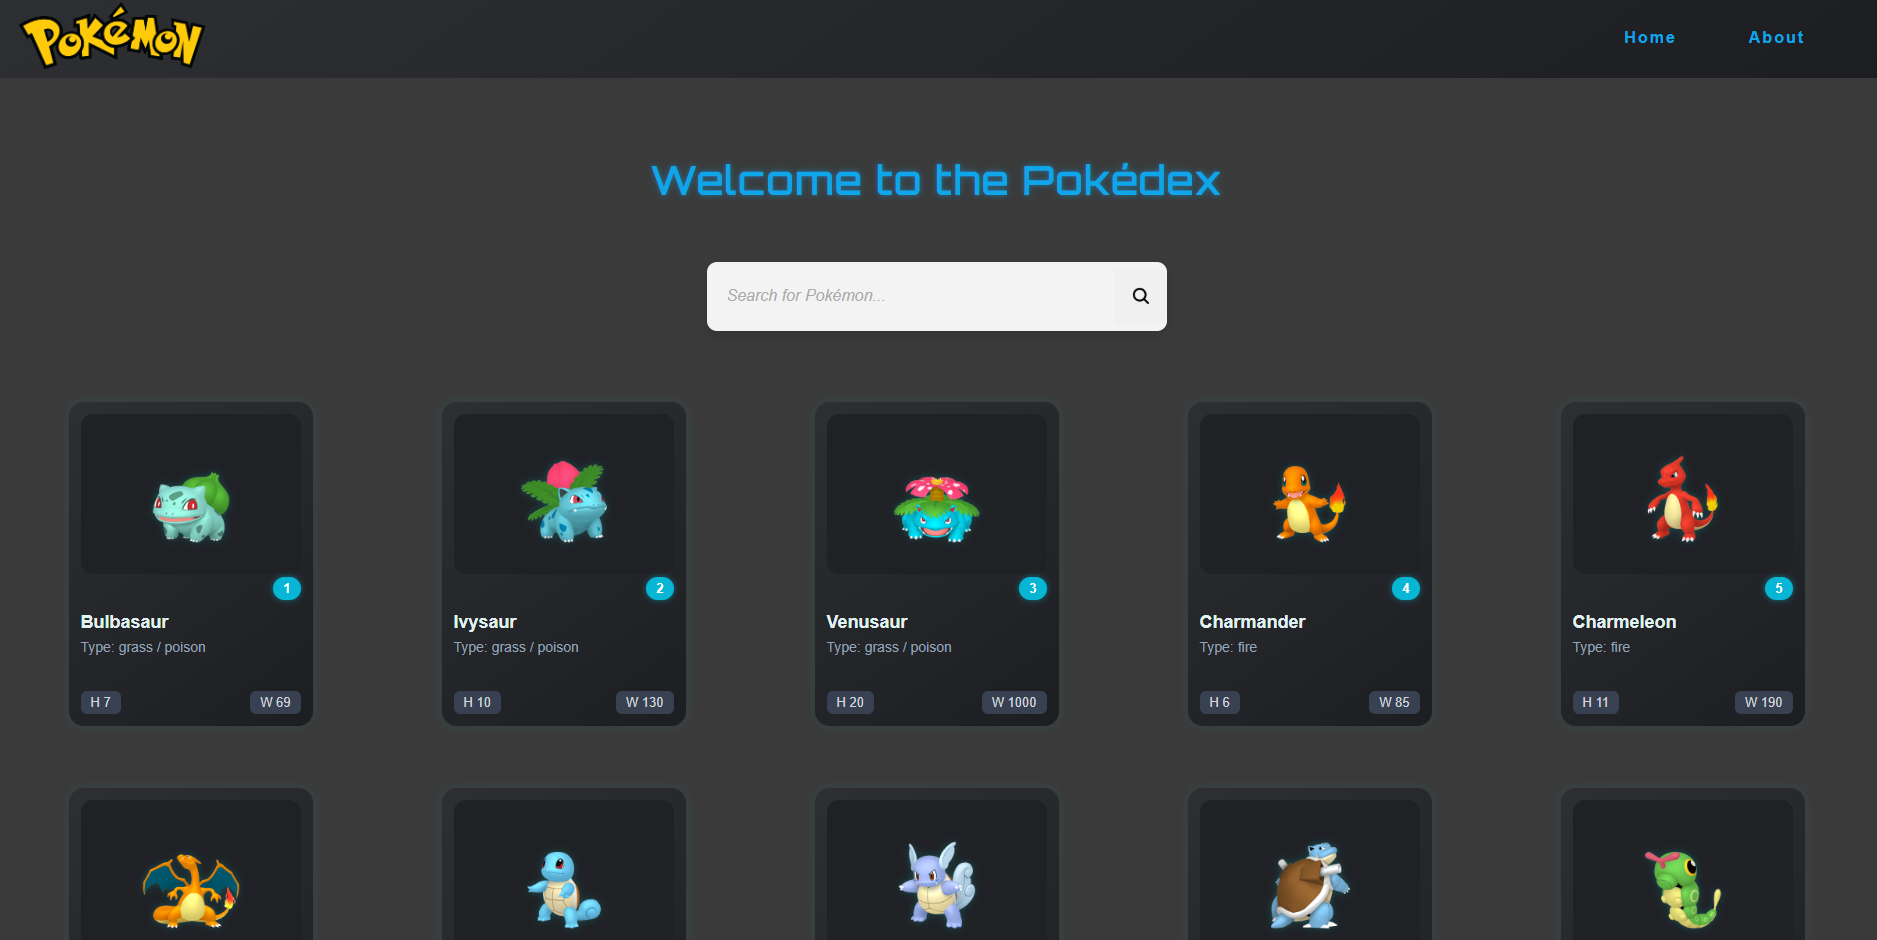 POKéMON
Home About
Welcome to the Pokédex
Search for Pokémon...
1
Bulbasaur
Type: grass / poison
H 7 W 69
2
Ivysaur
Type: grass / poison
H 10 W 130
3
Venusaur
Type: grass / poison
H 20 W 1000
4
Charmander
Type: fire
H 6 W 85
5
Charmeleon
Type: fire
H 11 W 190